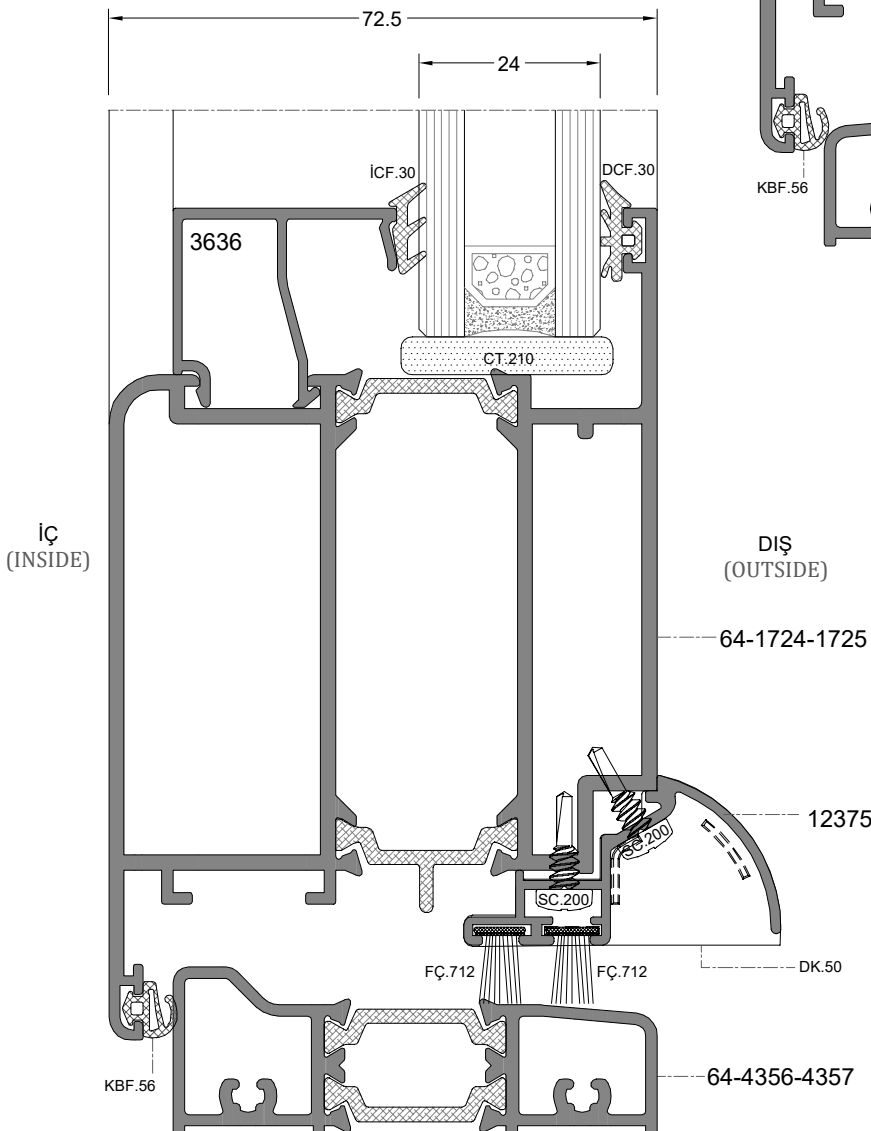 72.5
24
KBF.56
İCF.30
DCF.30
3636
CT.210
İÇ
(INSIDE)
DIŞ
(OUTSIDE)
64-1724-1725
12375
SC.200
SC.200
FÇ.712
FÇ.712
DK.50
KBF.56
64-4356-4357